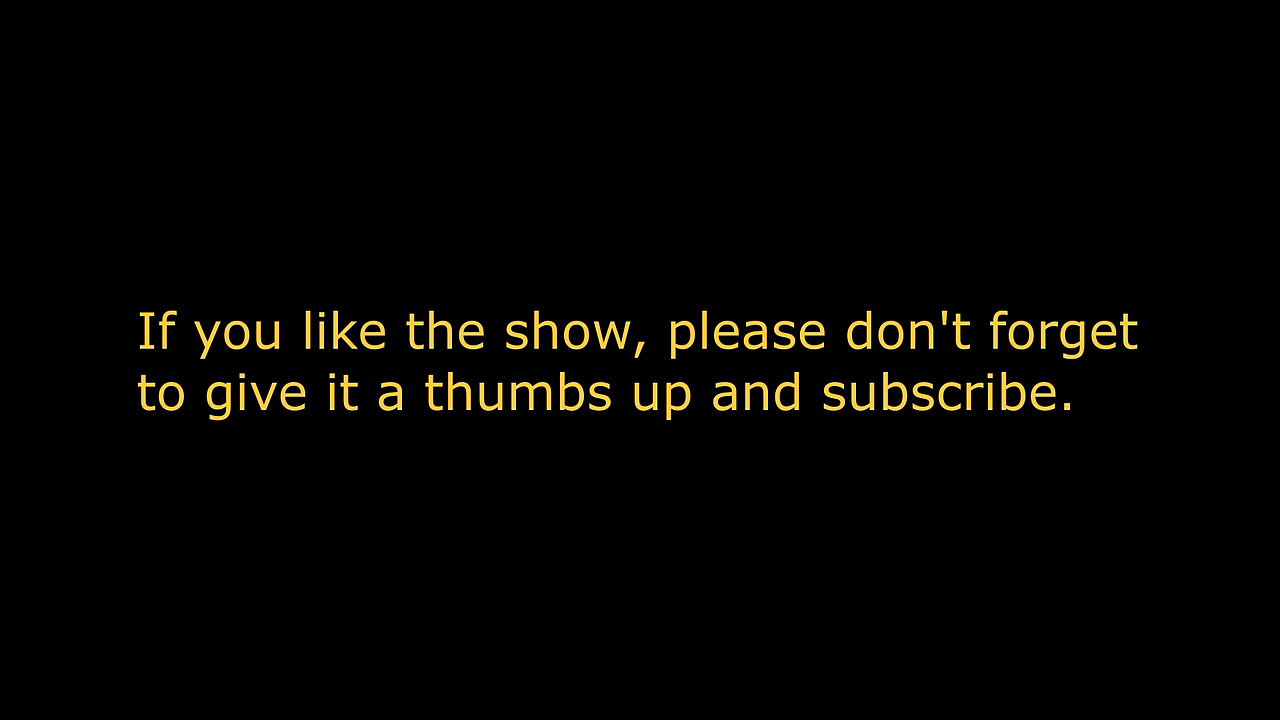 If you like the show, please don't forget
to give it a thumbs up and subscribe.